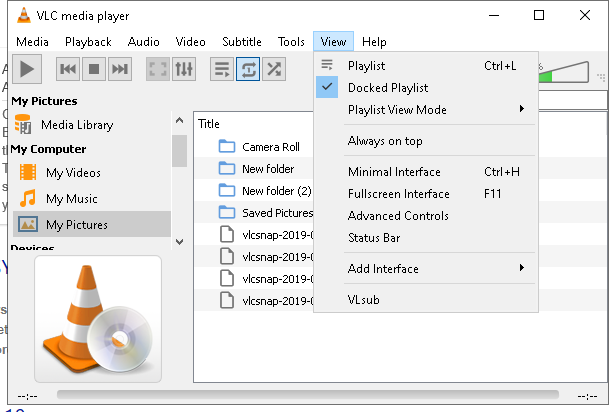 VLC media player
Media Playback Audio Video Subtitle Tools View Help
%
My Pictures
Media Library
My Computer
My Videos
My Music
My Pictures
Devices
Title
Camera Roll
New folder
New folder (2)
Saved Pictures
vlcsnap-2019-0
vlcsnap-2019-0
vlcsnap-2019-0
vlcsnap-2019-0
Playlist Ctrl+L
Docked Playlist
Playlist View Mode
Always on top
Minimal Interface Ctrl+H
Fullscreen Interface F11
Advanced Controls
Status Bar
Add Interface
VLsub
--:-- --:--